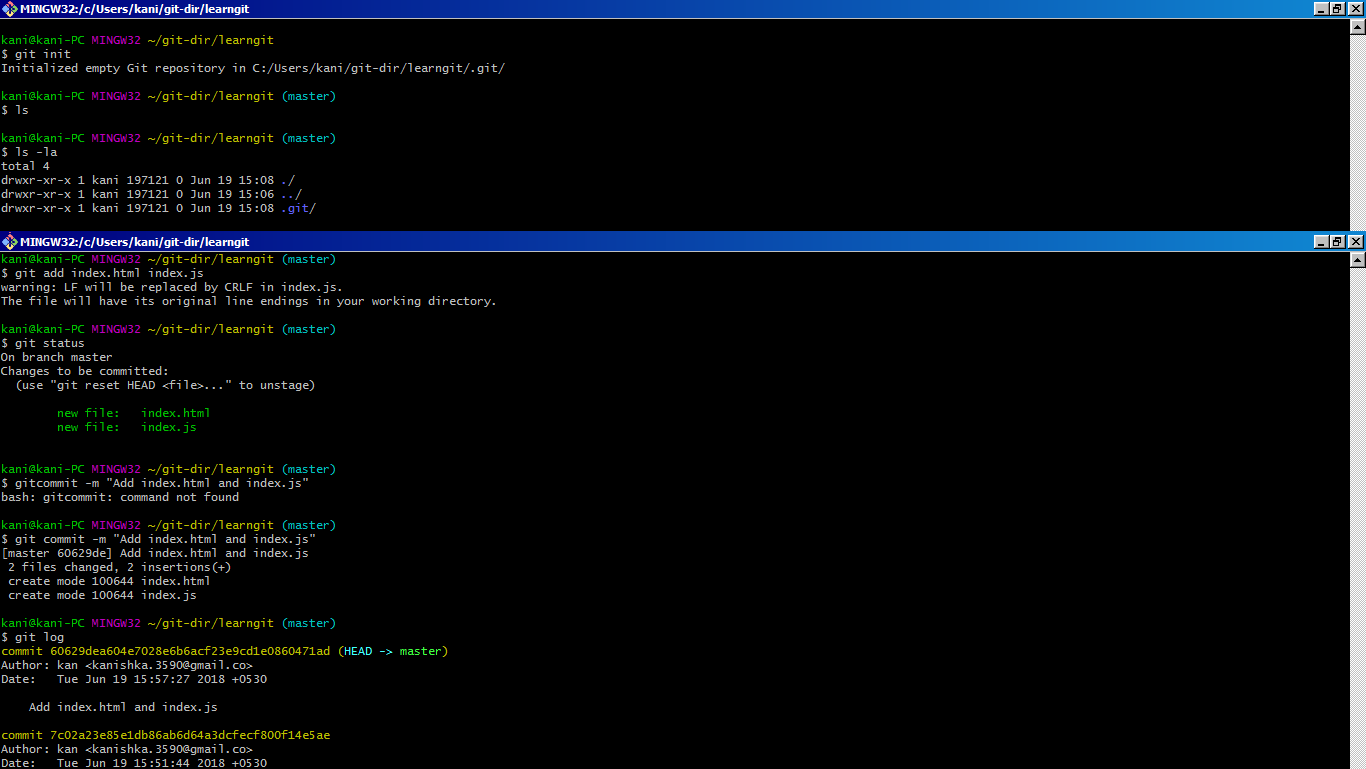 MINGW32:/c/Users/kani/git-dir/learngit
kani@kani-PC MINGW32 ~/git-dir/learngit
$ git init
Initialized empty Git repository in C:/Users/kani/git-dir/learngit/.git/
kani@kani-PC MINGW32 ~/git-dir/learngit (master)
$ ls
kani@kani-PC MINGW32 ~/git-dir/learngit (master)
$ ls -la
total 4
drwxr-xr-x 1 kani 197121 0 Jun 19 15:08 ./
drwxr-xr-x 1 kani 197121 0 Jun 19 15:06 ../
drwxr-xr-x 1 kani 197121 0 Jun 19 15:08 .git/
MINGW32:/c/Users/kani/git-dir/learngit
kani@kani-PC MINGW32 ~/git-dir/learngit (master)
$ git add index.html index.js
warning: LF will be replaced by CRLF in index.js.
The file will have its original line endings in your working directory.
kani@kani-PC MINGW32 ~/git-dir/learngit (master)
$ git status
On branch master
Changes to be committed:
  (use "git reset HEAD <file>..." to unstage)
        new file:   index.html
        new file:   index.js
kani@kani-PC MINGW32 ~/git-dir/learngit (master)
$ gitcommit -m "Add index.html and index.js"
bash: gitcommit: command not found
kani@kani-PC MINGW32 ~/git-dir/learngit (master)
$ git commit -m "Add index.html and index.js"
[master 60629de] Add index.html and index.js
 2 files changed, 2 insertions(+)
 create mode 100644 index.html
 create mode 100644 index.js
kani@kani-PC MINGW32 ~/git-dir/learngit (master)
$ git log
commit 60629dea604e7028e6b6acf23e9cd1e0860471ad (HEAD -> master)
Author: kan <kanishka.3590@gmail.co>
Date:   Tue Jun 19 15:57:27 2018 +0530
    Add index.html and index.js
commit 7c02a23e85e1db86ab6d64a3dcfecf800f14e5ae
Author: kan <kanishka.3590@gmail.co>
Date:   Tue Jun 19 15:51:44 2018 +0530